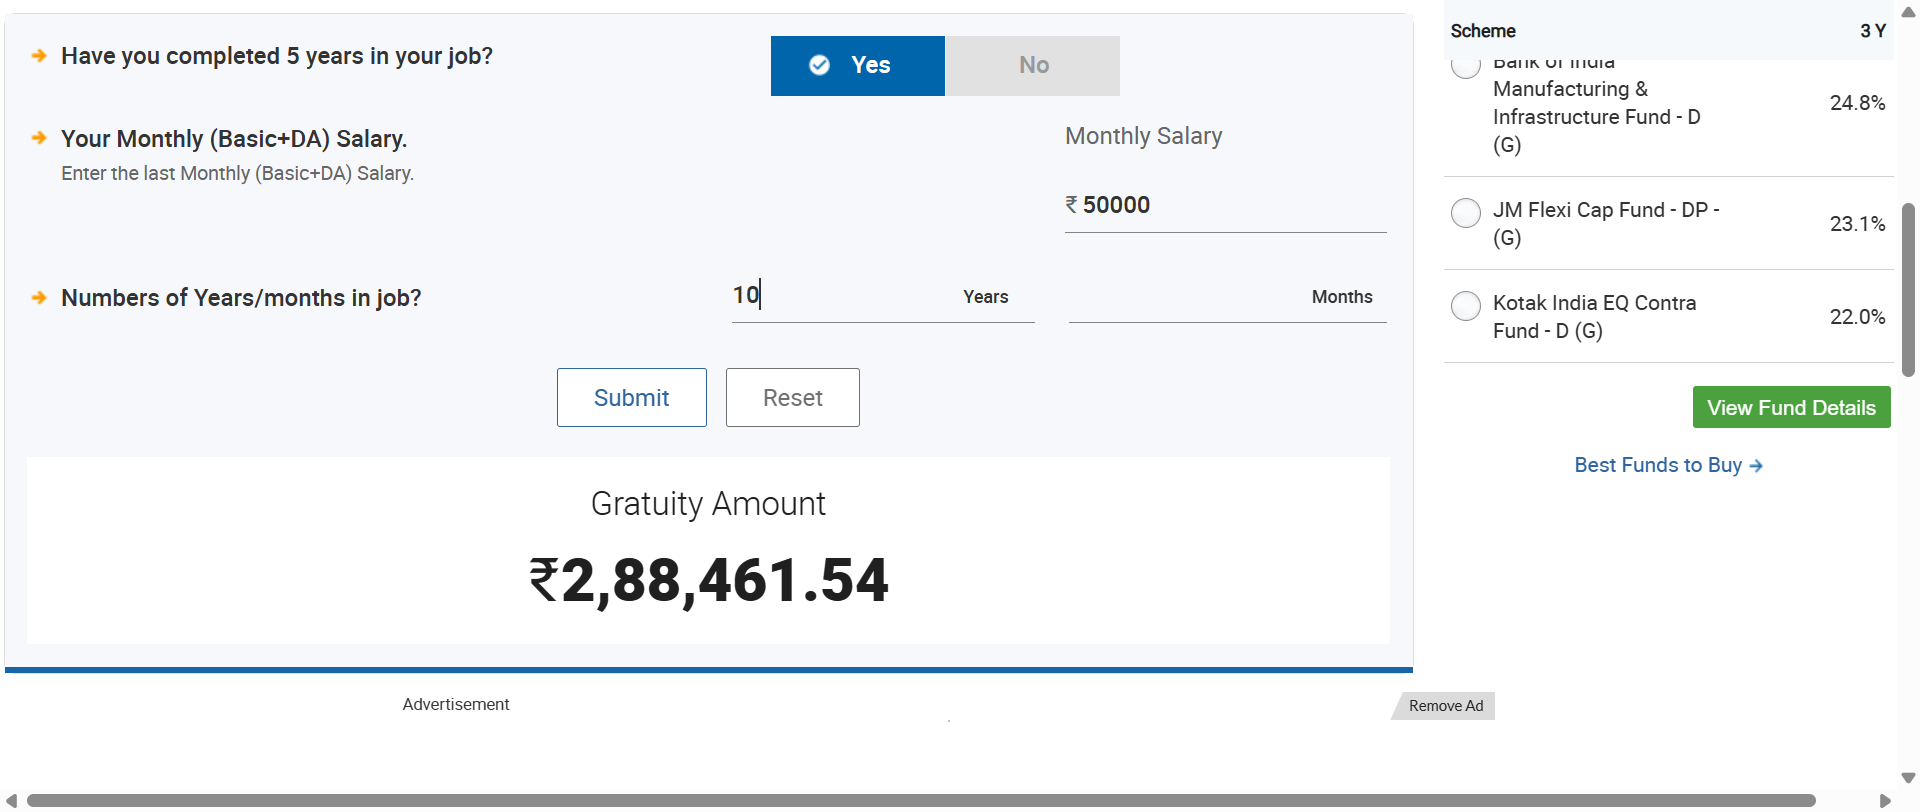 Have you completed 5 years in your job?
Yes
No
Your Monthly (Basic+DA) Salary.
Enter the last Monthly (Basic+DA) Salary.
Monthly Salary
₹ 50000
Numbers of Years/months in job?
10
Years
Months
Submit
Reset
Gratuity Amount
₹2,88,461.54
Advertisement
Remove Ad
Scheme 3 Y
Bank of India
Manufacturing &
Infrastructure Fund - D
(G)
24.8%
JM Flexi Cap Fund - DP -
(G)
23.1%
Kotak India EQ Contra
Fund - D (G)
22.0%
View Fund Details
Best Funds to Buy